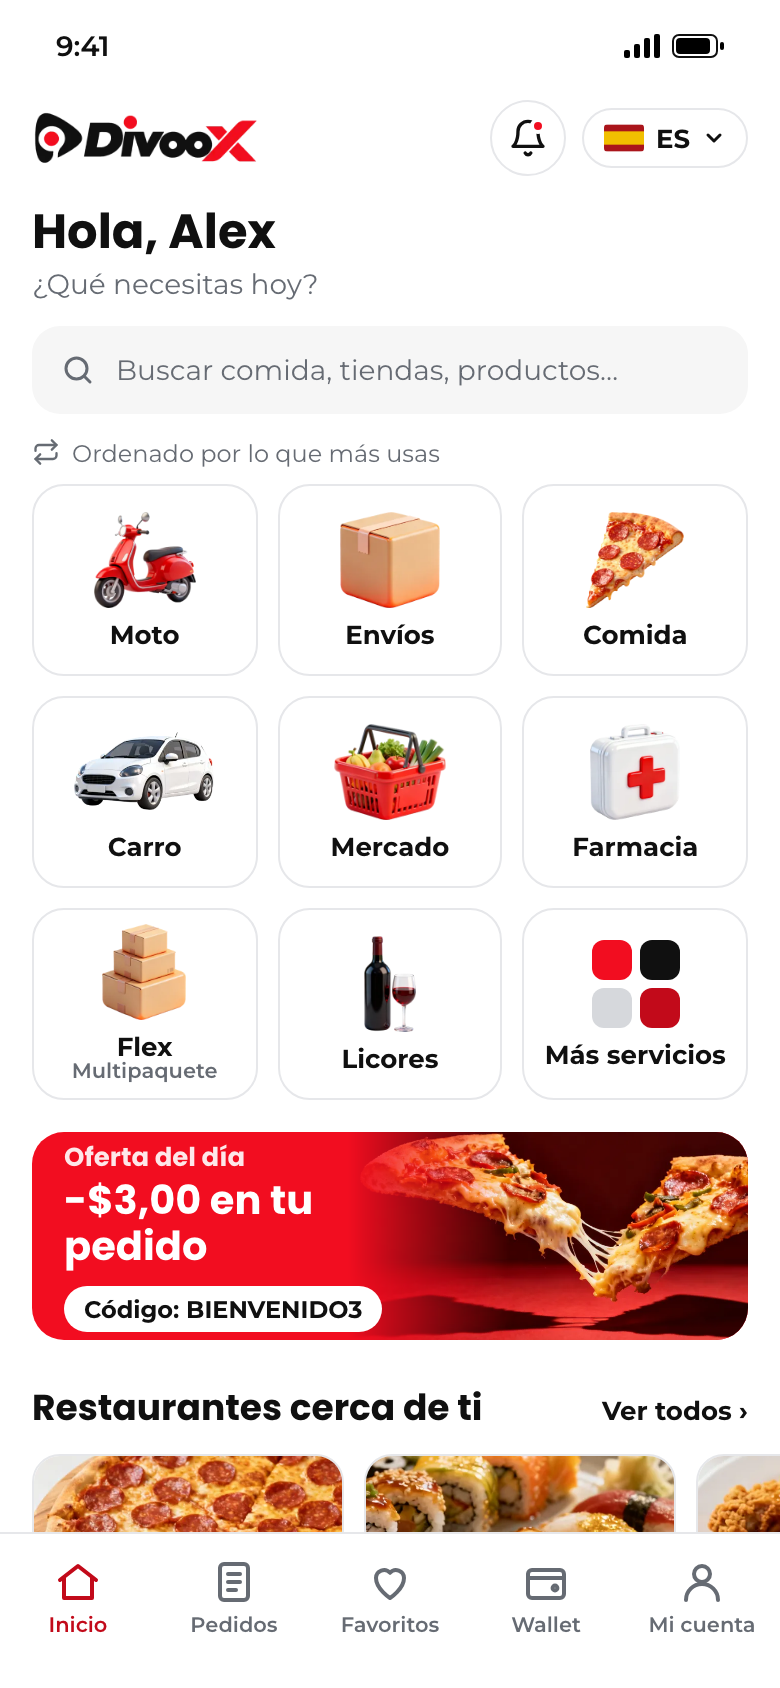 9:41
DivooX
ES
Hola, Alex
¿Qué necesitas hoy?
Buscar comida, tiendas, productos...
Ordenado por lo que más usas
Moto
Envíos
Comida
Carro
Mercado
Farmacia
Flex
Multipaquete
Licores
Más servicios
Oferta del día
-$3,00 en tu
pedido
Código: BIENVENIDO3
Restaurantes cerca de ti
Ver todos ›
Inicio
Pedidos
Favoritos
Wallet
Mi cuenta